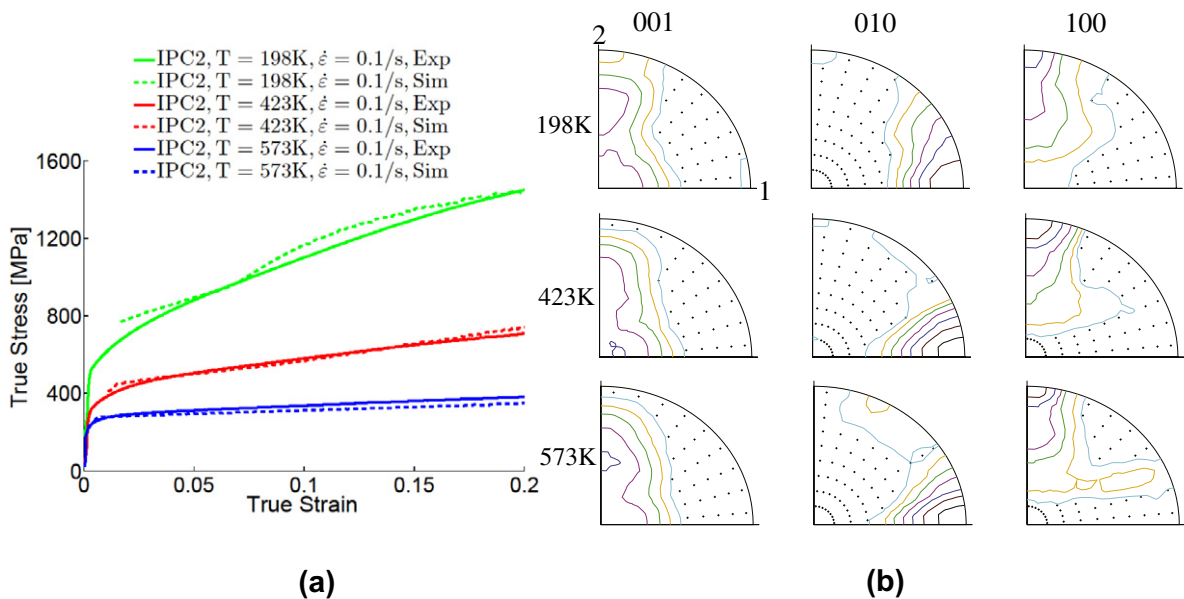 IPC2, T = 198K, ε̇ = 0.1/s, Exp
IPC2, T = 198K, ε̇ = 0.1/s, Sim
IPC2, T = 423K, ε̇ = 0.1/s, Exp
IPC2, T = 423K, ε̇ = 0.1/s, Sim
IPC2, T = 573K, ε̇ = 0.1/s, Exp
IPC2, T = 573K, ε̇ = 0.1/s, Sim
1600
1200
800
400
0
True Stress [MPa]
0 0.05 0.1 0.15 0.2
True Strain
(a)
001 010 100
2
198K
1
423K
573K
(b)